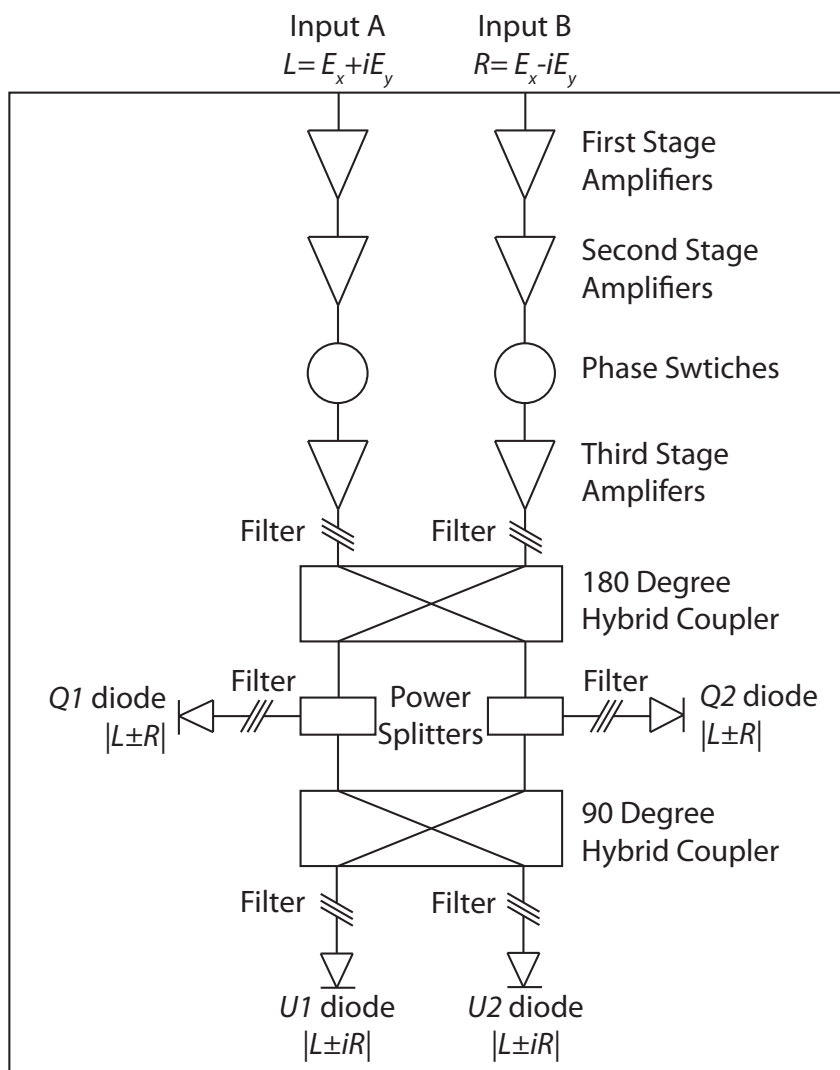 Input A
L= Ex+iEy
Input B
R= Ex-iEy
First Stage
Amplifiers
Second Stage
Amplifiers
Phase Swtiches
Third Stage
Amplifers
Filter
Filter
180 Degree
Hybrid Coupler
Q1 diode
|L±R|
Filter
Power
Splitters
Filter
Q2 diode
|L±R|
90 Degree
Hybrid Coupler
Filter
Filter
U1 diode
|L±iR|
U2 diode
|L±iR|